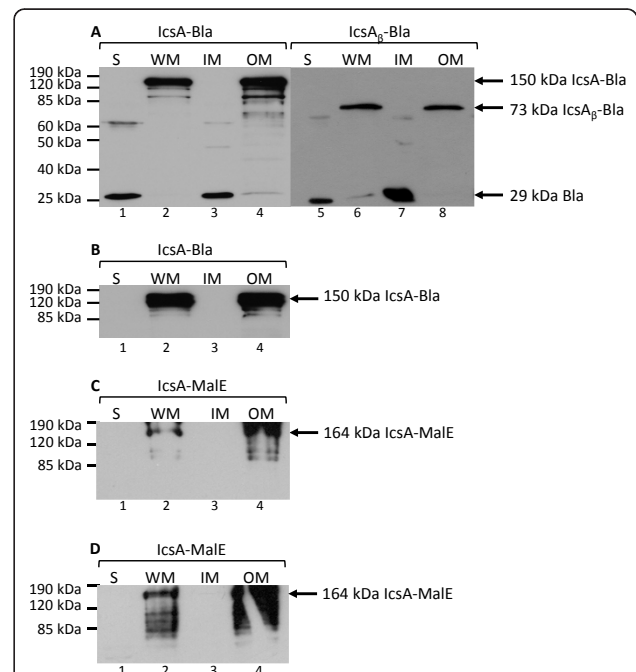 A IcsA-Bla IcsAβ-Bla
S WM IM OM S WM IM OM
190 kDa
120 kDa
85 kDa
60 kDa
50 kDa
40 kDa
25 kDa
150 kDa IcsA-Bla
73 kDa IcsAβ-Bla
29 kDa Bla
1 2 3 4 5 6 7 8
B IcsA-Bla
S WM IM OM
190 kDa
120 kDa
85 kDa
150 kDa IcsA-Bla
1 2 3 4
C IcsA-MalE
S WM IM OM
190 kDa
120 kDa
85 kDa
164 kDa IcsA-MalE
1 2 3 4
D IcsA-MalE
S WM IM OM
190 kDa
120 kDa
85 kDa
164 kDa IcsA-MalE
1 2 3 4